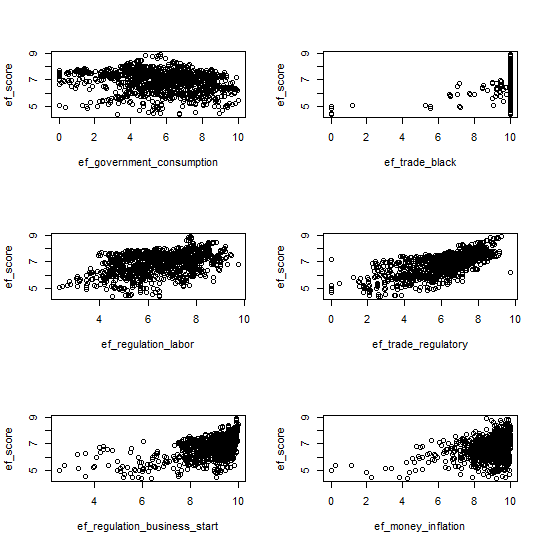 ef_score
9
7
5
0 2 4 6 8 10
ef_government_consumption
ef_score
9
7
5
0 2 4 6 8 10
ef_trade_black
ef_score
9
7
5
4 6 8 10
ef_regulation_labor
ef_score
9
7
5
0 2 4 6 8 10
ef_trade_regulatory
ef_score
9
7
5
4 6 8 10
ef_regulation_business_start
ef_score
9
7
5
0 2 4 6 8 10
ef_money_inflation